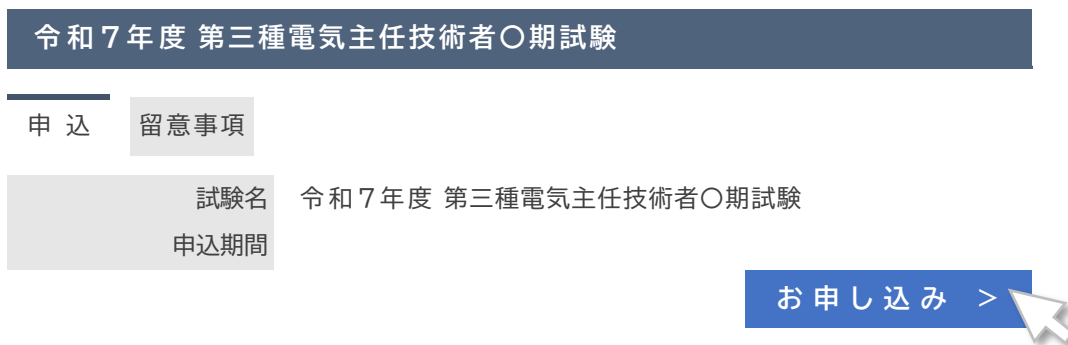 令和７年度 第三種電気主任技術者〇期試験
申 込 留意事項
試験名 令和７年度 第三種電気主任技術者〇期試験
申込期間
お申し込み ＞